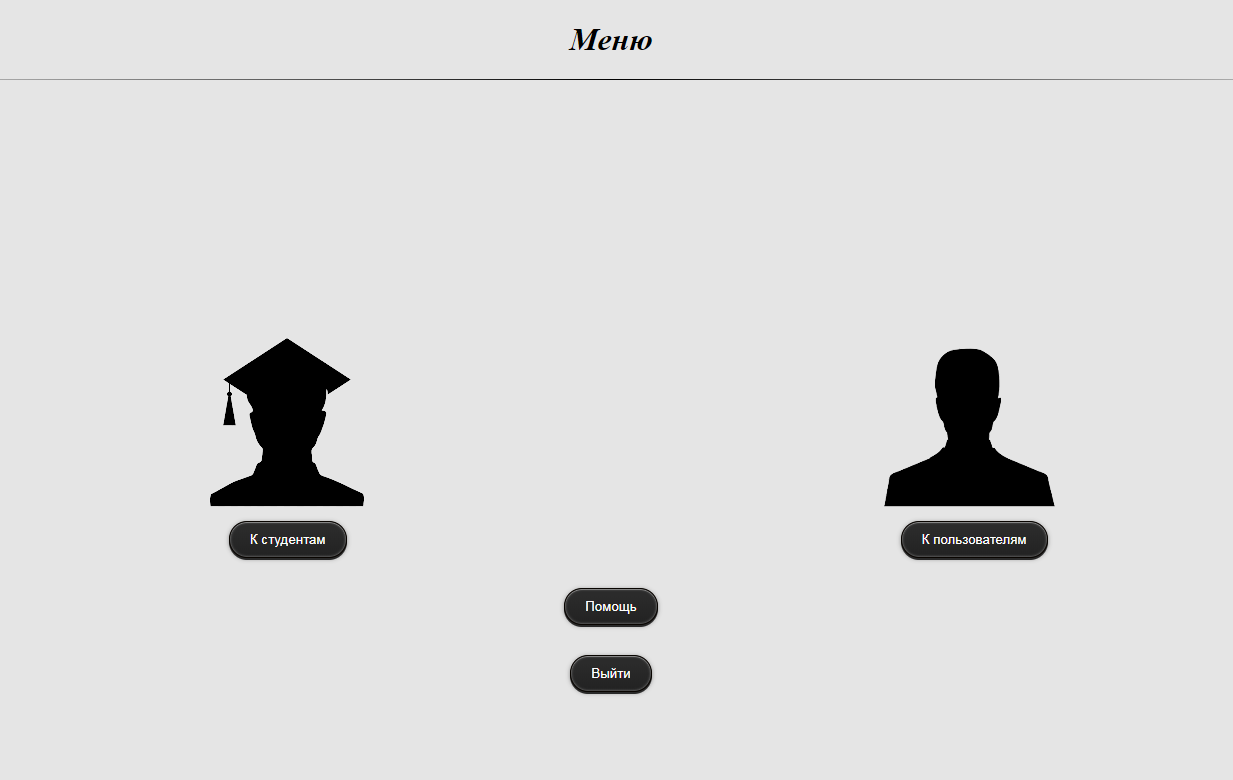 Меню
К студентам
К пользователям
Помощь
Выйти